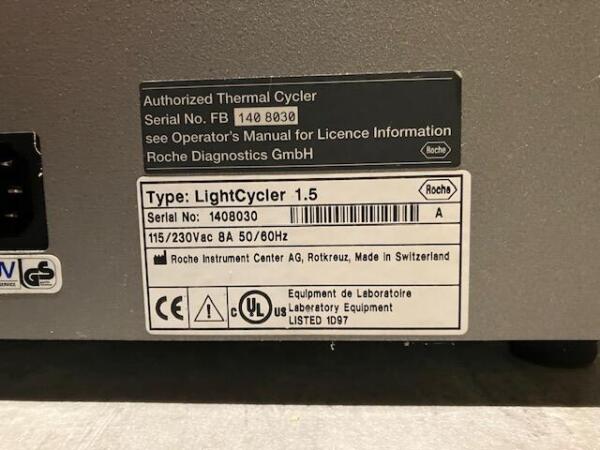 Authorized Thermal Cycler
Serial No. FB 140 8030
see Operator's Manual for Licence Information
Roche Diagnostics GmbH
Roche
Type: LightCycler 1.5
Roche
Serial No: 1408030
A
115/230Vac 8A 50/60Hz
Roche Instrument Center AG, Rotkreuz, Made in Switzerland
CE
c UL us
Equipment de Laboratoire
Laboratory Equipment
LISTED 1D97
GS